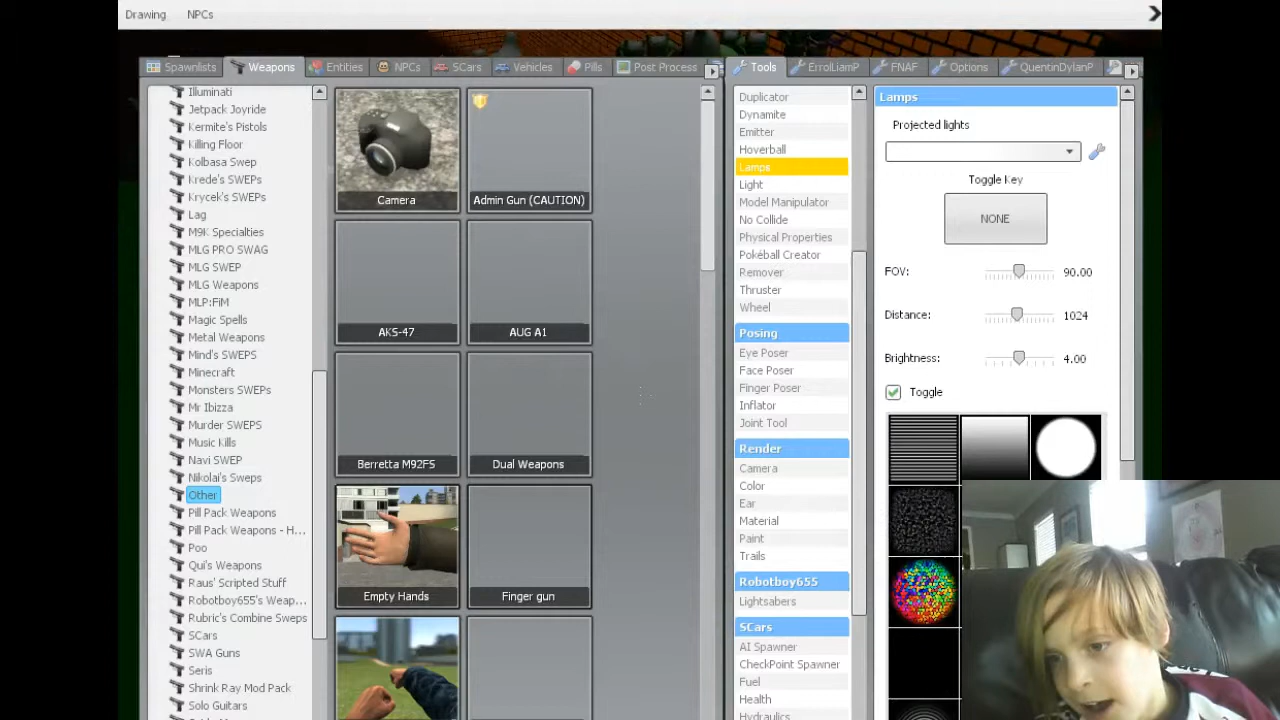 Drawing NPCs
Spawnlists Weapons Entities NPCs SCars Vehicles Pills Post Process Tools ErrolLiamP FNAF Options QuentinDylanP
Illuminati
Jetpack Joyride
Kermite's Pistols
Killing Floor
Kolbasa Swep
Krede's SWEPs
Krycek's SWEPs
Lag
M9K Specialties
MLG PRO SWAG
MLG SWEP
MLG Weapons
MLP:FiM
Magic Spells
Metal Weapons
Mind's SWEPS
Minecraft
Monsters SWEPs
Mr Ibizza
Murder SWEPS
Music Kills
Navi SWEP
Nikolai's Sweps
Other
Pill Pack Weapons
Pill Pack Weapons - H...
Poo
Qui's Weapons
Raus' Scripted Stuff
Robotboy655's Weap...
Rubric's Combine Sweps
SCars
SWA Guns
Seris
Shrink Ray Mod Pack
Solo Guitars
Camera
Admin Gun (CAUTION)
AKS-47
AUG A1
Berretta M92FS
Dual Weapons
Empty Hands
Finger gun
Duplicator
Dynamite
Emitter
Hoverball
Lamps
Light
Model Manipulator
No Collide
Physical Properties
Pokéball Creator
Remover
Thruster
Wheel
Posing
Eye Poser
Face Poser
Finger Poser
Inflator
Joint Tool
Render
Camera
Color
Ear
Material
Paint
Trails
Robotboy655
Lightsabers
SCars
AI Spawner
CheckPoint Spawner
Fuel
Health
Hydraulics
Lamps
Projected lights
Toggle Key
NONE
FOV: 90.00
Distance: 1024
Brightness: 4.00
Toggle